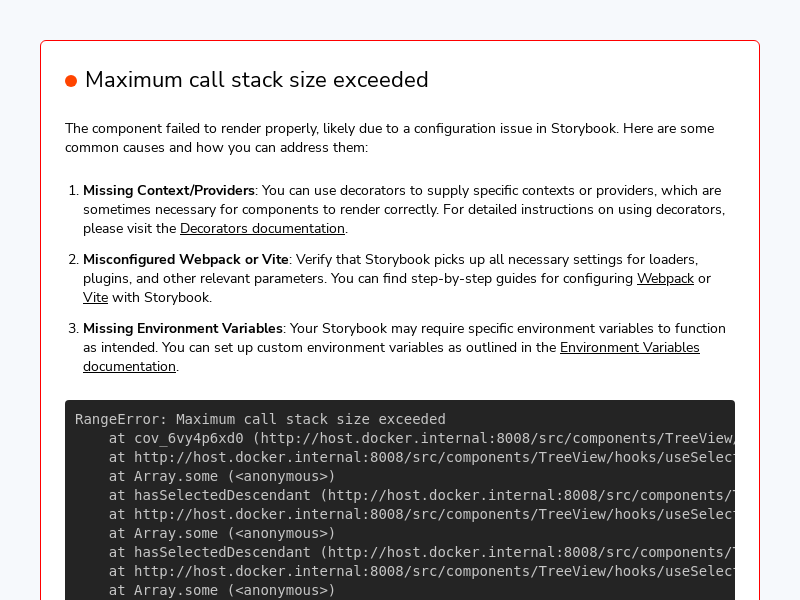 Maximum call stack size exceeded
The component failed to render properly, likely due to a configuration issue in Storybook. Here are some
common causes and how you can address them:
1. Missing Context/Providers: You can use decorators to supply specific contexts or providers, which are
sometimes necessary for components to render correctly. For detailed instructions on using decorators,
please visit the Decorators documentation.
2. Misconfigured Webpack or Vite: Verify that Storybook picks up all necessary settings for loaders,
plugins, and other relevant parameters. You can find step-by-step guides for configuring Webpack or
Vite with Storybook.
3. Missing Environment Variables: Your Storybook may require specific environment variables to function
as intended. You can set up custom environment variables as outlined in the Environment Variables
documentation.
RangeError: Maximum call stack size exceeded
at cov_6vy4p6xd0 (http://host.docker.internal:8008/src/components/TreeView/
at http://host.docker.internal:8008/src/components/TreeView/hooks/useSelect
at Array.some (<anonymous>)
at hasSelectedDescendant (http://host.docker.internal:8008/src/components/T
at http://host.docker.internal:8008/src/components/TreeView/hooks/useSelect
at Array.some (<anonymous>)
at hasSelectedDescendant (http://host.docker.internal:8008/src/components/T
at http://host.docker.internal:8008/src/components/TreeView/hooks/useSelect
at Array.some (<anonymous>)